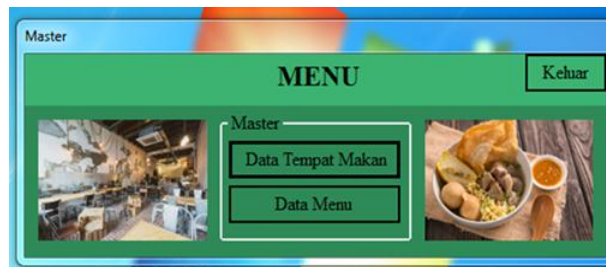 Master
MENU
Keluar
Master
Data Tempat Makan
Data Menu